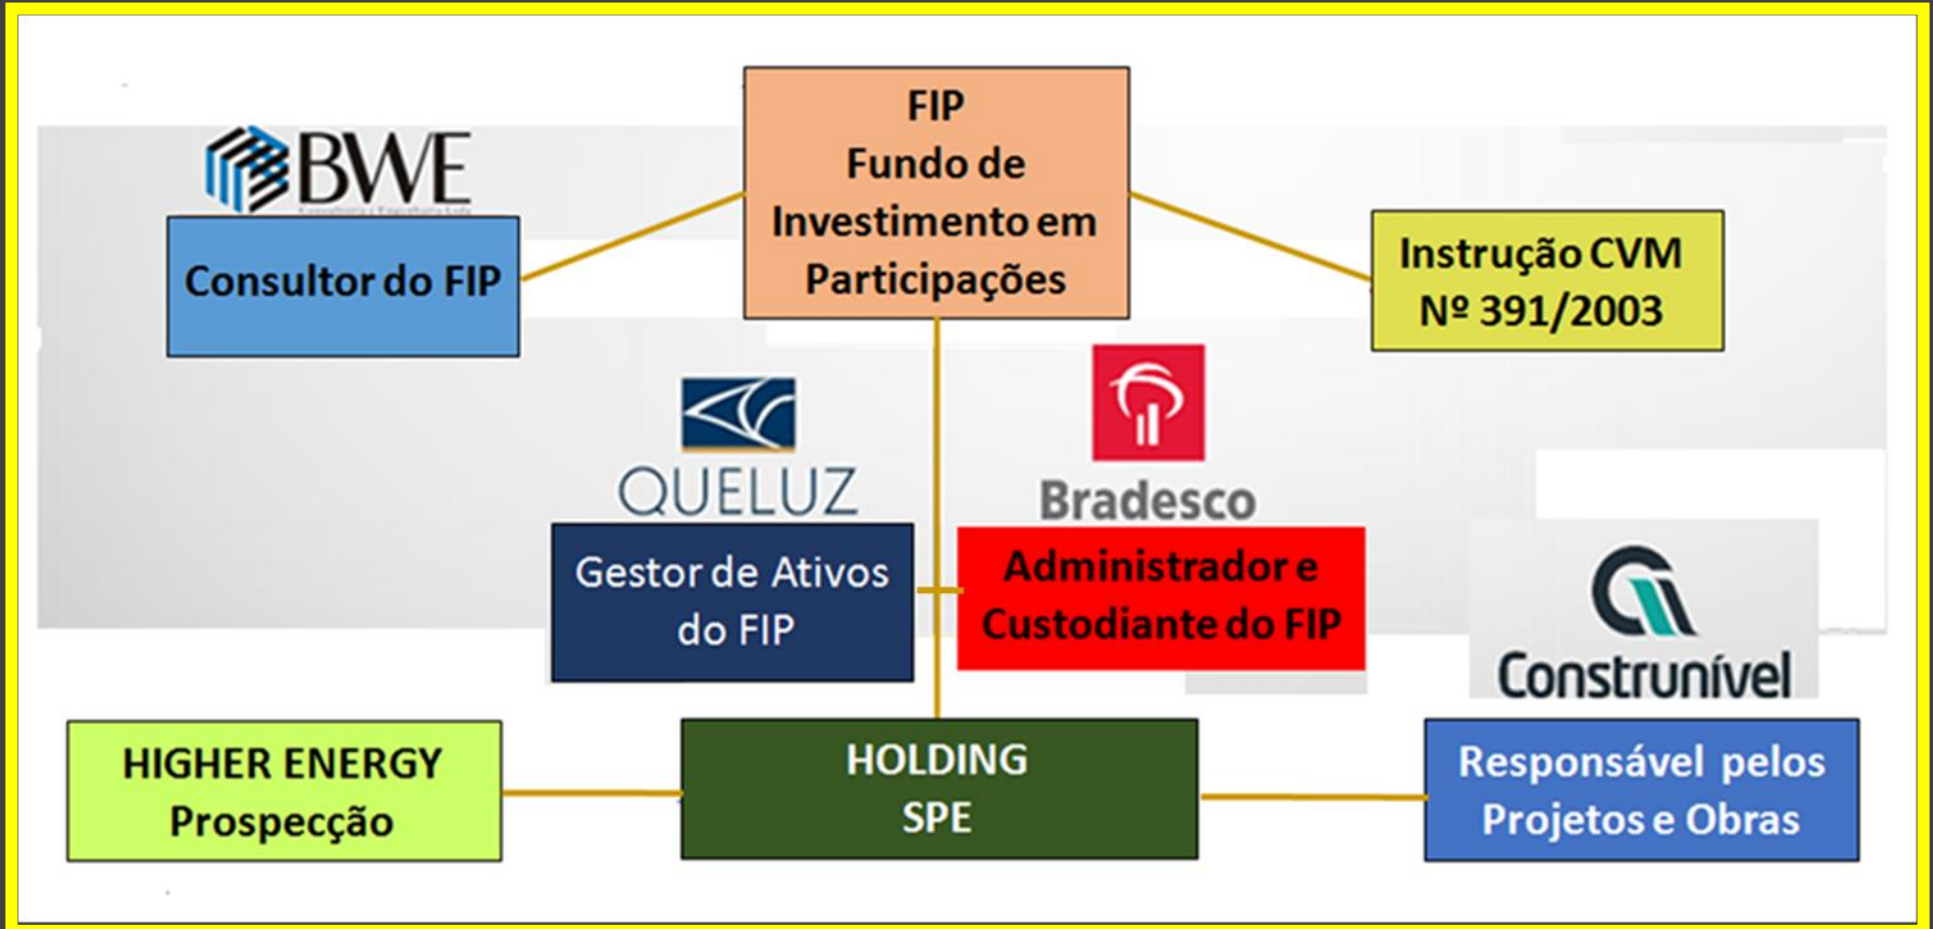 FIP
Fundo de
Investimento em
Participações
BWE
Consultor do FIP
Instrução CVM
Nº 391/2003
QUELUZ
Gestor de Ativos
do FIP
Bradesco
Administrador e
Custodiante do FIP
Construnível
HIGHER ENERGY
Prospecção
HOLDING
SPE
Responsável pelos
Projetos e Obras